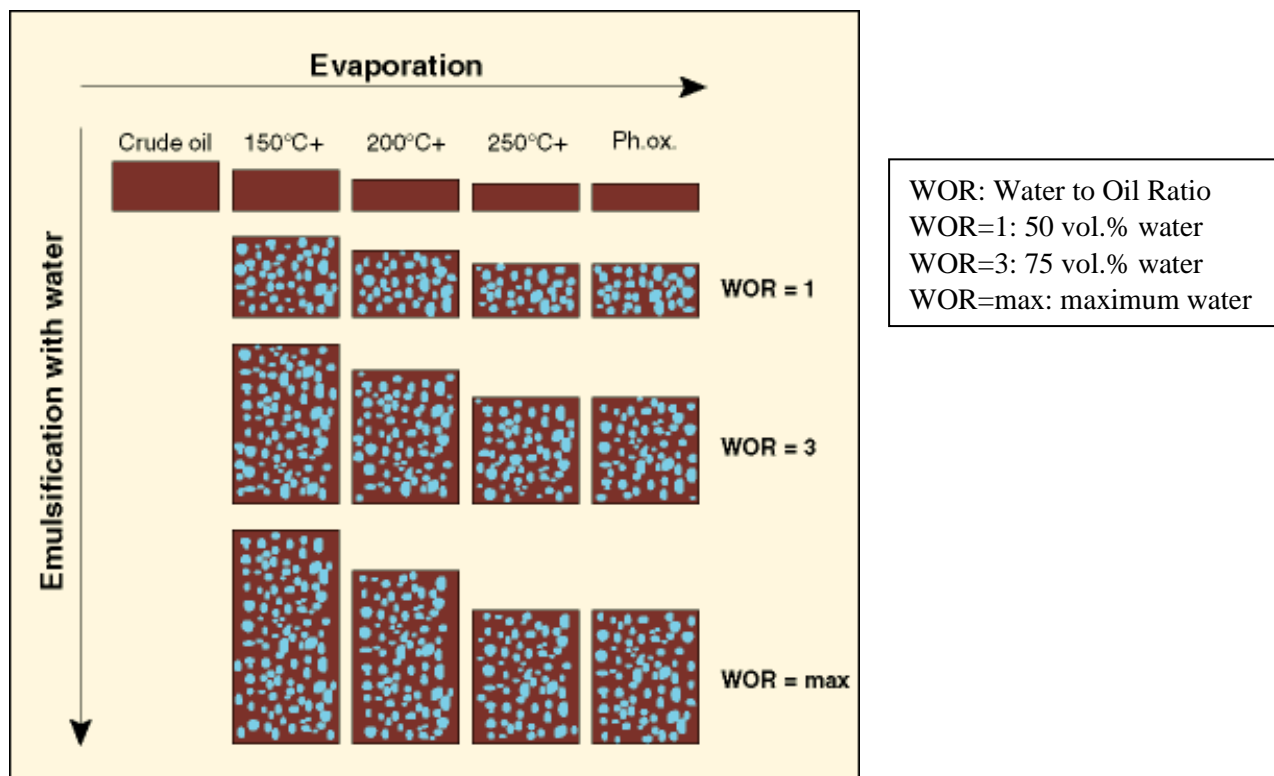 Evaporation
Crude oil 150°C+ 200°C+ 250°C+ Ph.ox.
Emulsification with water
WOR = 1
WOR = 3
WOR = max
WOR: Water to Oil Ratio
WOR=1: 50 vol.% water
WOR=3: 75 vol.% water
WOR=max: maximum water